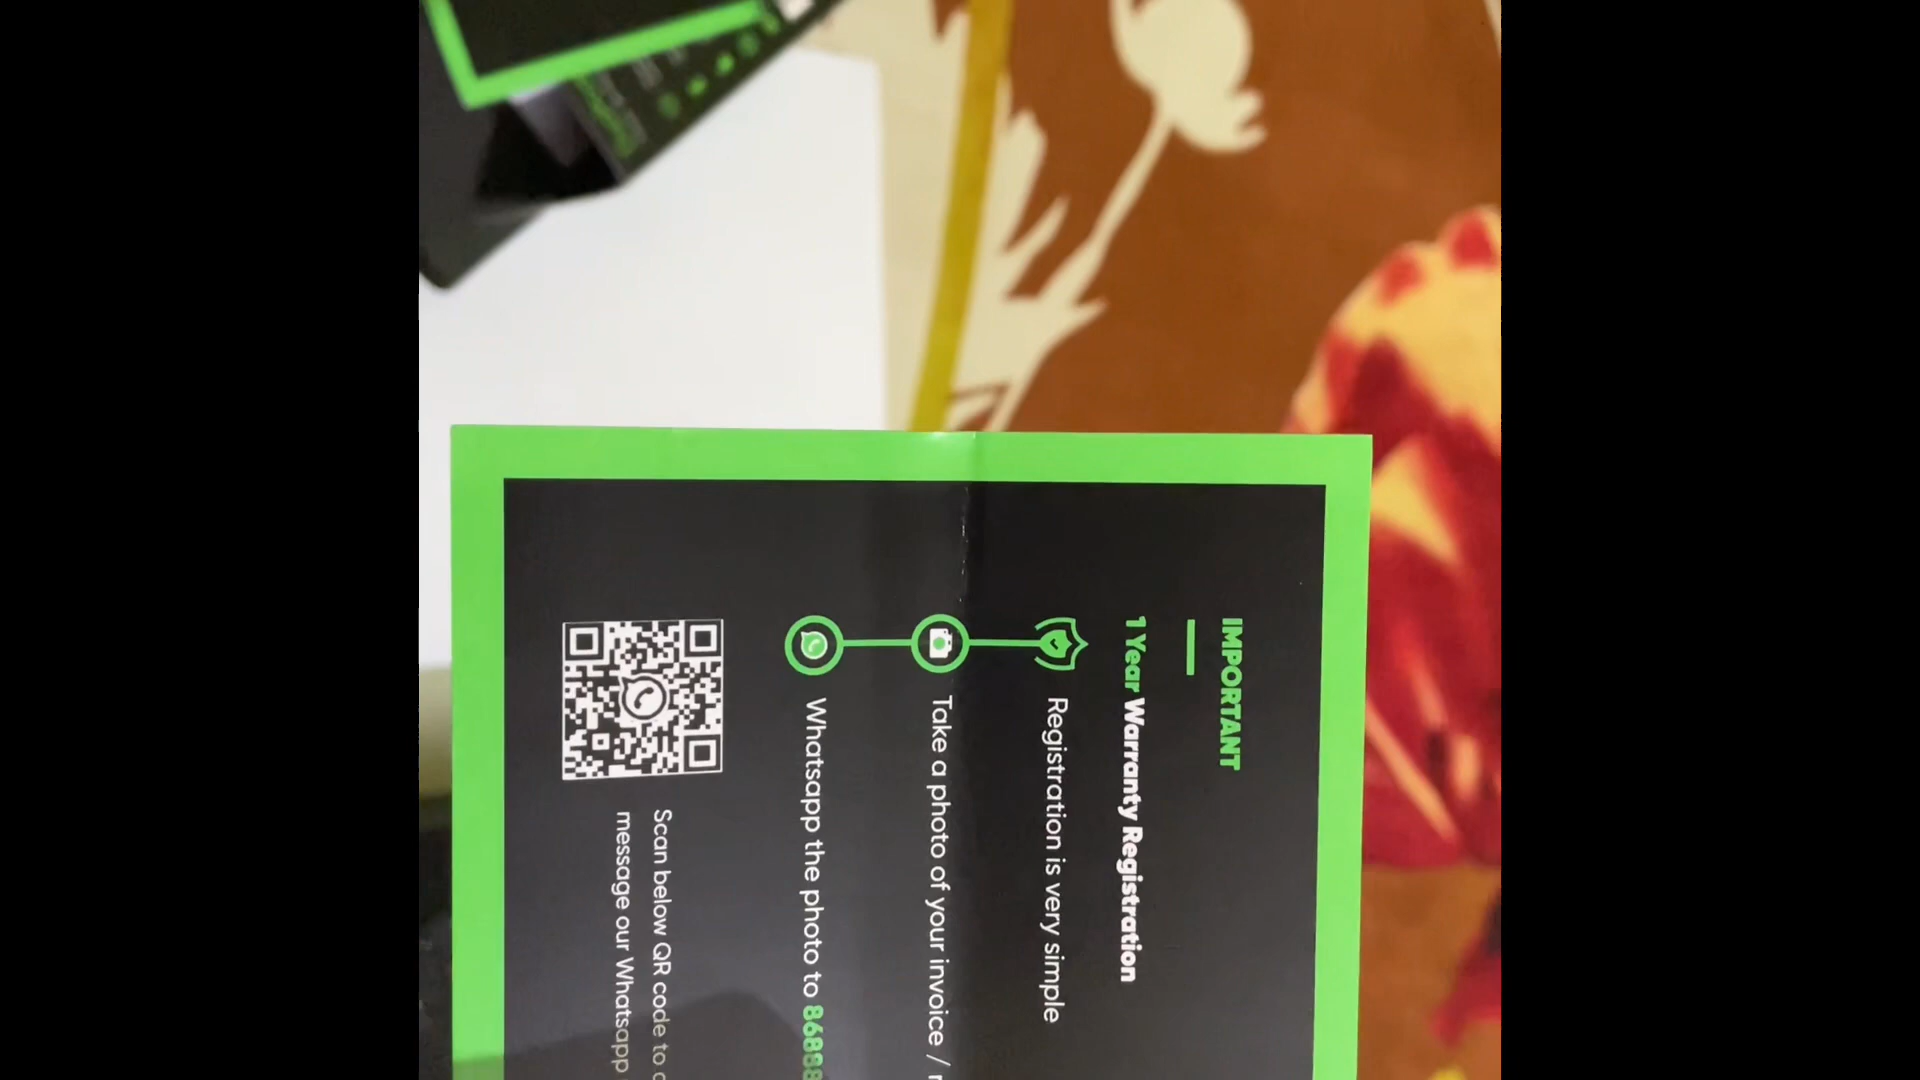 IMPORTANT
1 Year Warranty Registration
Registration is very simple
Take a photo of your invoice /
Whatsapp the photo to 86888
Scan below QR code to
message our Whatsapp